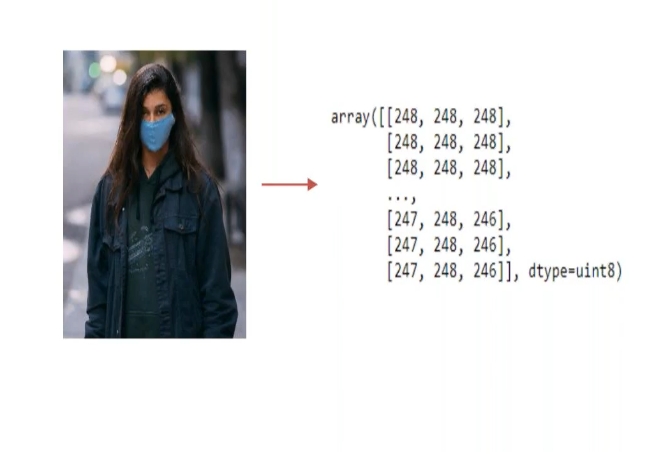 array([[248, 248, 248],
[248, 248, 248],
[248, 248, 248],
...,
[247, 248, 246],
[247, 248, 246],
[247, 248, 246]], dtype=uint8)